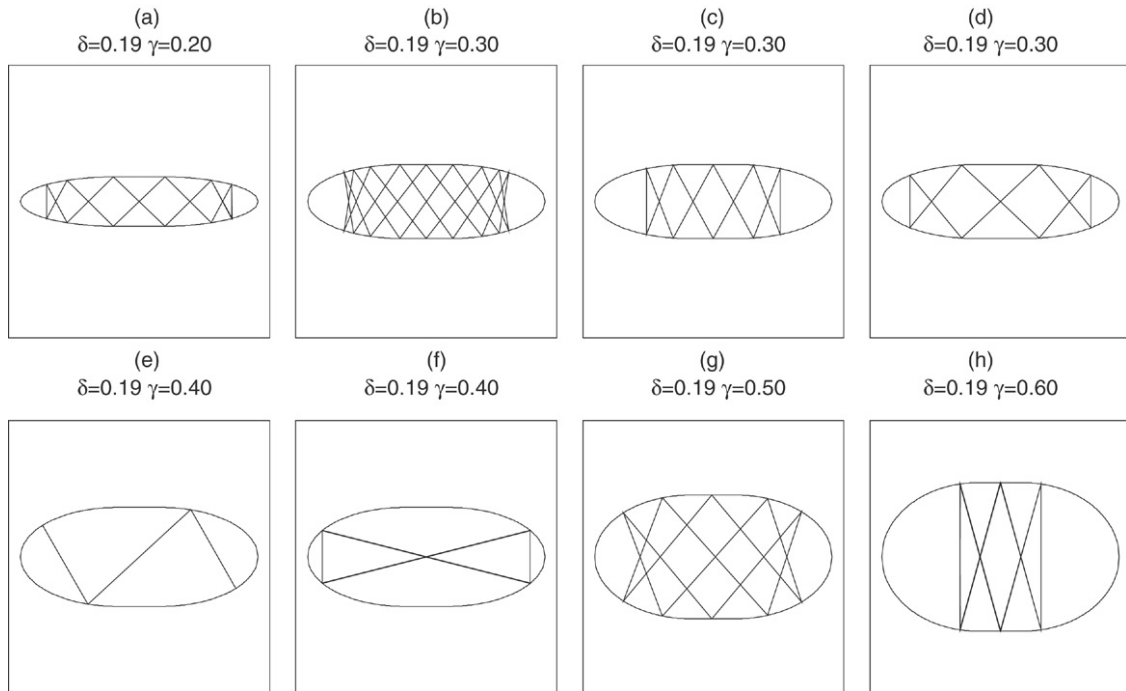 (a)
δ=0.19 γ=0.20
(b)
δ=0.19 γ=0.30
(c)
δ=0.19 γ=0.30
(d)
δ=0.19 γ=0.30
(e)
δ=0.19 γ=0.40
(f)
δ=0.19 γ=0.40
(g)
δ=0.19 γ=0.50
(h)
δ=0.19 γ=0.60